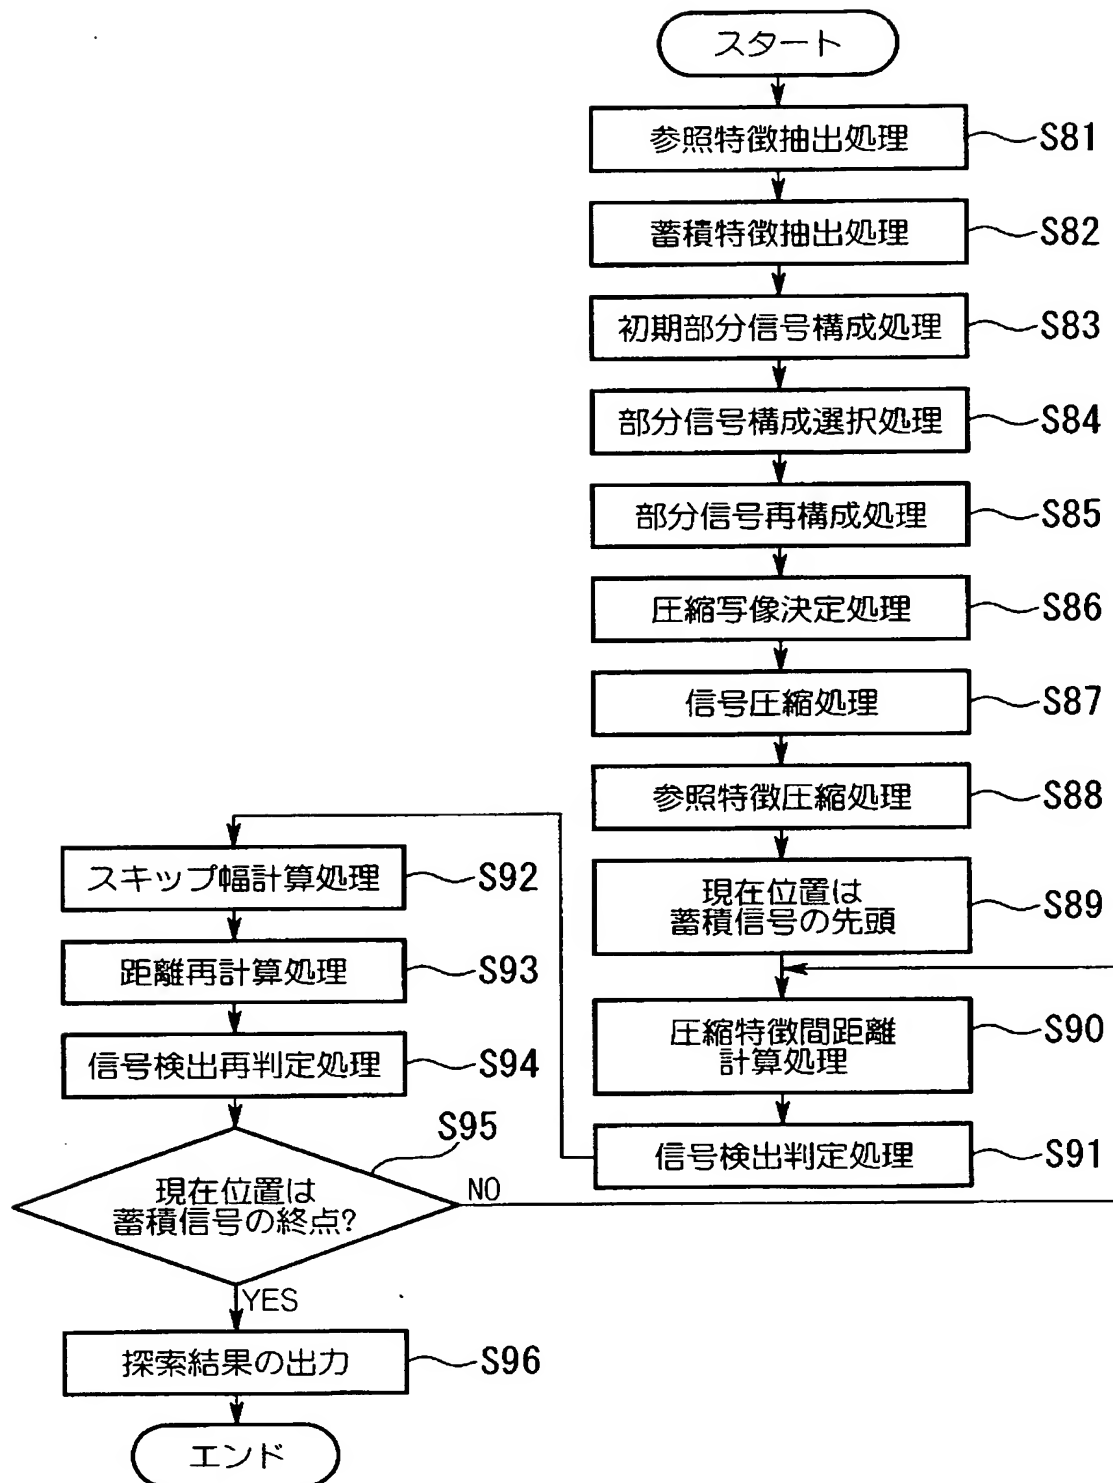 スタート
参照特徴抽出処理 S81
蓄積特徴抽出処理 S82
初期部分信号構成処理 S83
部分信号構成選択処理 S84
部分信号再構成処理 S85
圧縮写像決定処理 S86
信号圧縮処理 S87
参照特徴圧縮処理 S88
現在位置は
蓄積信号の先頭
S89
圧縮特徴間距離
計算処理
S90
信号検出判定処理 S91
スキップ幅計算処理 S92
距離再計算処理 S93
信号検出再判定処理 S94
S95
現在位置は
蓄積信号の終点?
NO
YES
探索結果の出力 S96
エンド